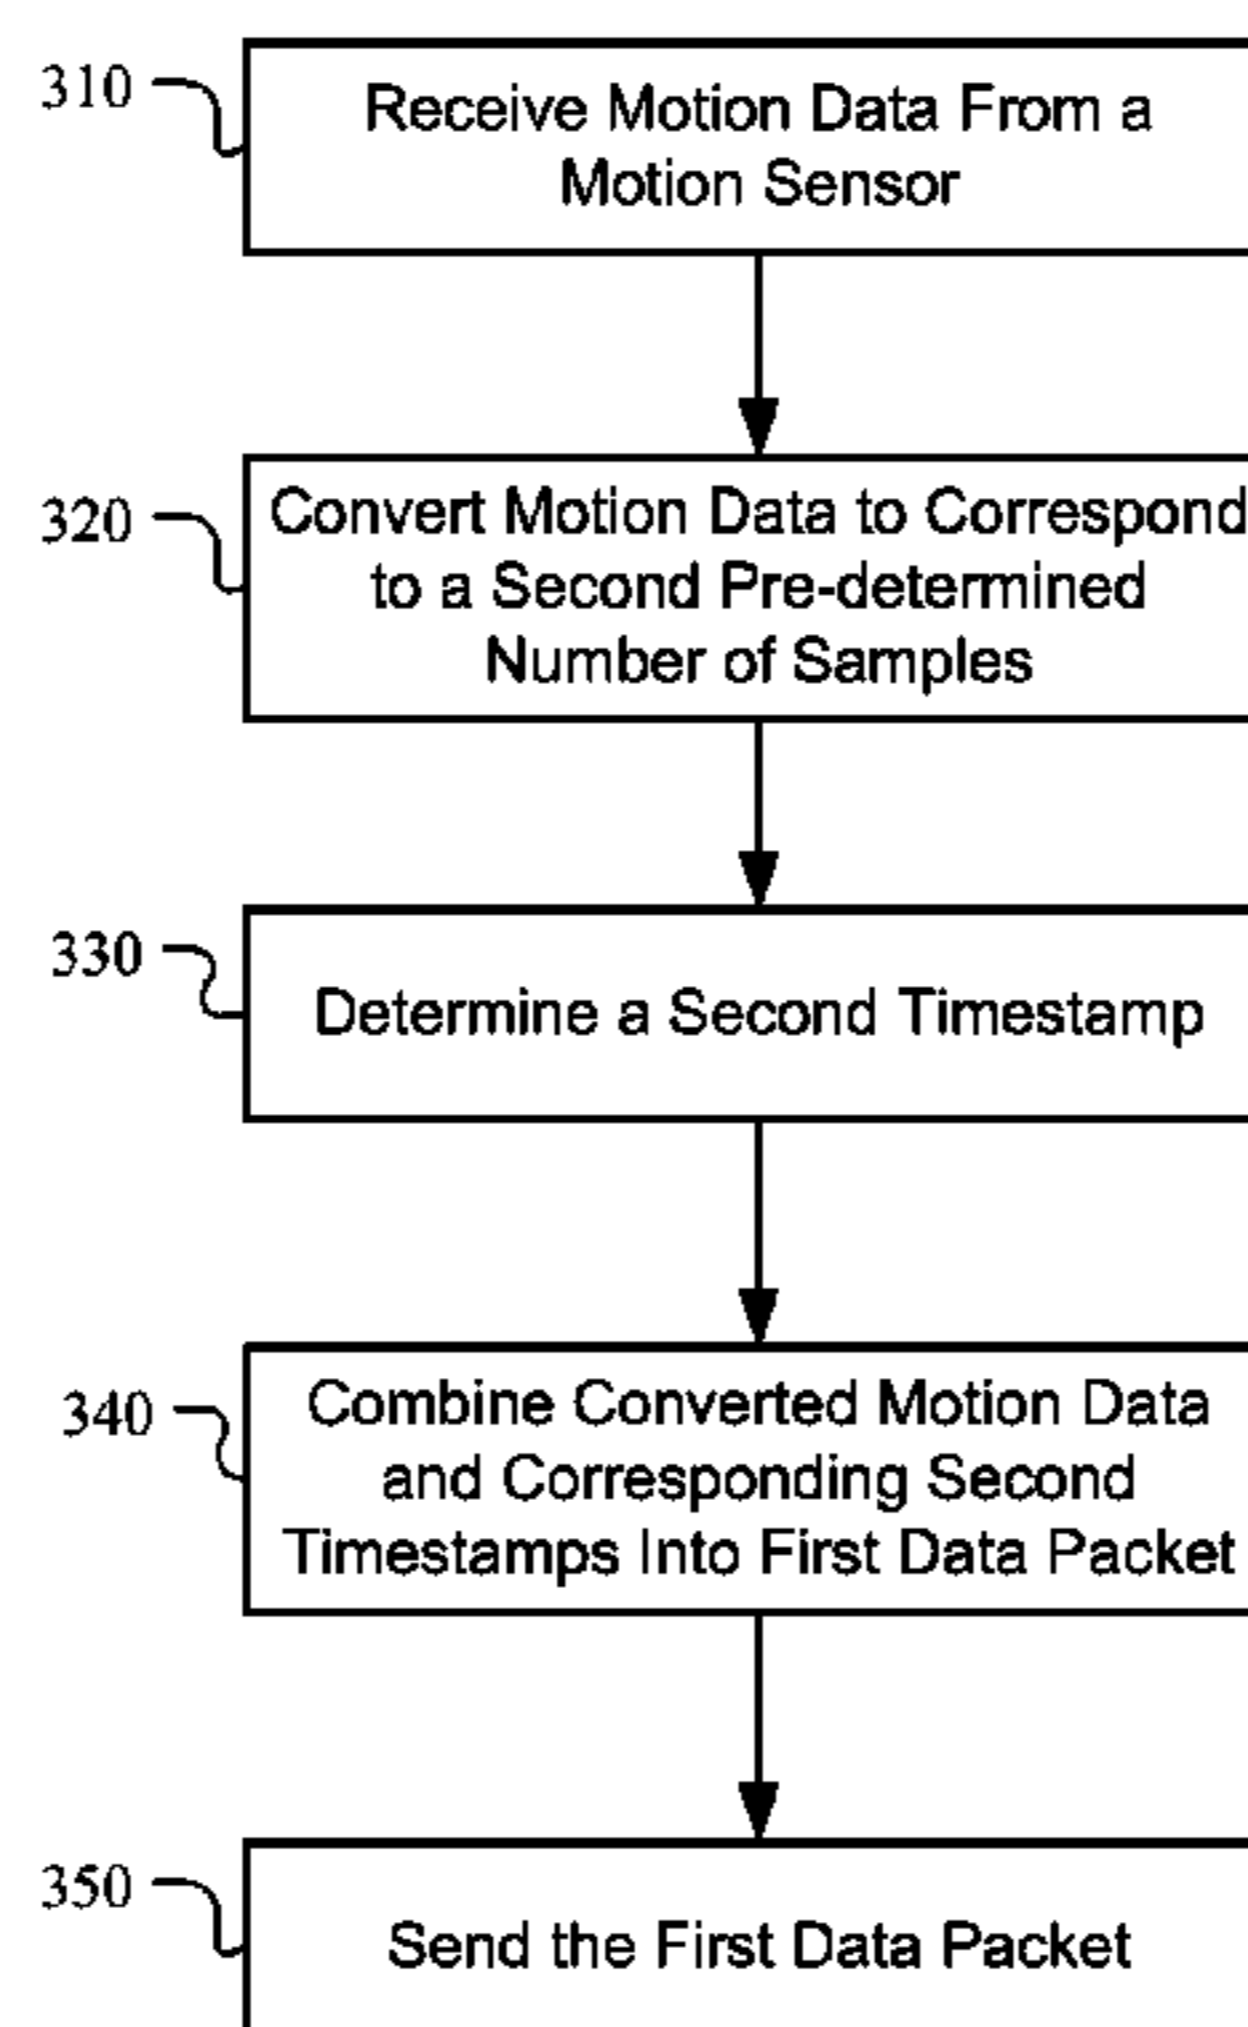 310
Receive Motion Data From a
Motion Sensor
320
Convert Motion Data to Correspond
to a Second Pre-determined
Number of Samples
330
Determine a Second Timestamp
340
Combine Converted Motion Data
and Corresponding Second
Timestamps Into First Data Packet
350
Send the First Data Packet